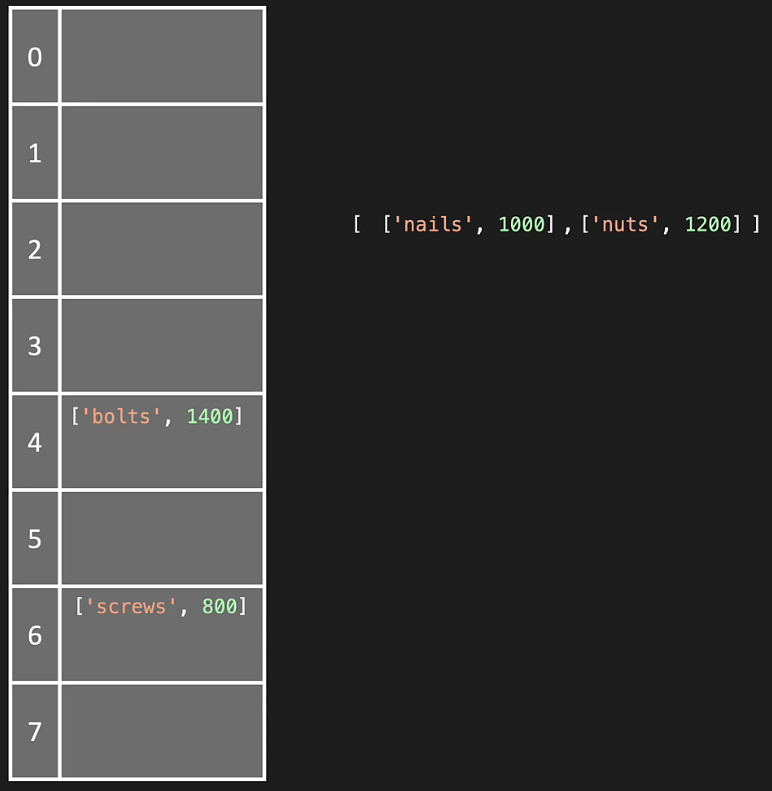 0
1
[ ['nails', 1000] , ['nuts', 1200] ]
2
3
['bolts', 1400]
4
5
['screws', 800]
6
7